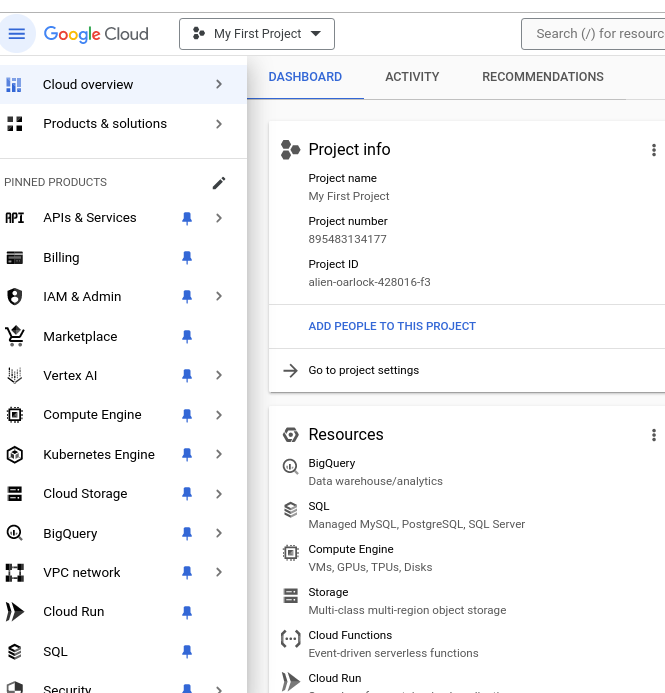 Google Cloud
My First Project
Search (/) for resourc
Cloud overview
Products & solutions
PINNED PRODUCTS
API APIs & Services
Billing
IAM & Admin
Marketplace
Vertex AI
Compute Engine
Kubernetes Engine
Cloud Storage
BigQuery
VPC network
Cloud Run
SQL
Security
DASHBOARD ACTIVITY RECOMMENDATIONS
Project info
Project name
My First Project
Project number
895483134177
Project ID
alien-oarlock-428016-f3
ADD PEOPLE TO THIS PROJECT
Go to project settings
Resources
BigQuery
Data warehouse/analytics
SQL
Managed MySQL, PostgreSQL, SQL Server
Compute Engine
VMs, GPUs, TPUs, Disks
Storage
Multi-class multi-region object storage
Cloud Functions
Event-driven serverless functions
Cloud Run